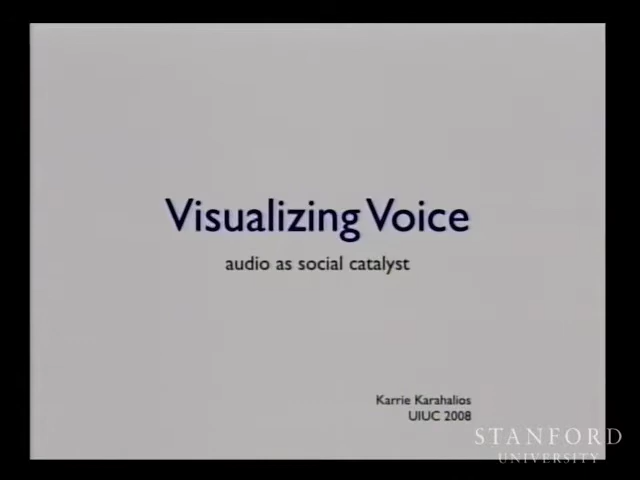 Visualizing Voice
audio as social catalyst
Karrie Karahalios
UIUC 2008
STANFORD
UNIVERSITY